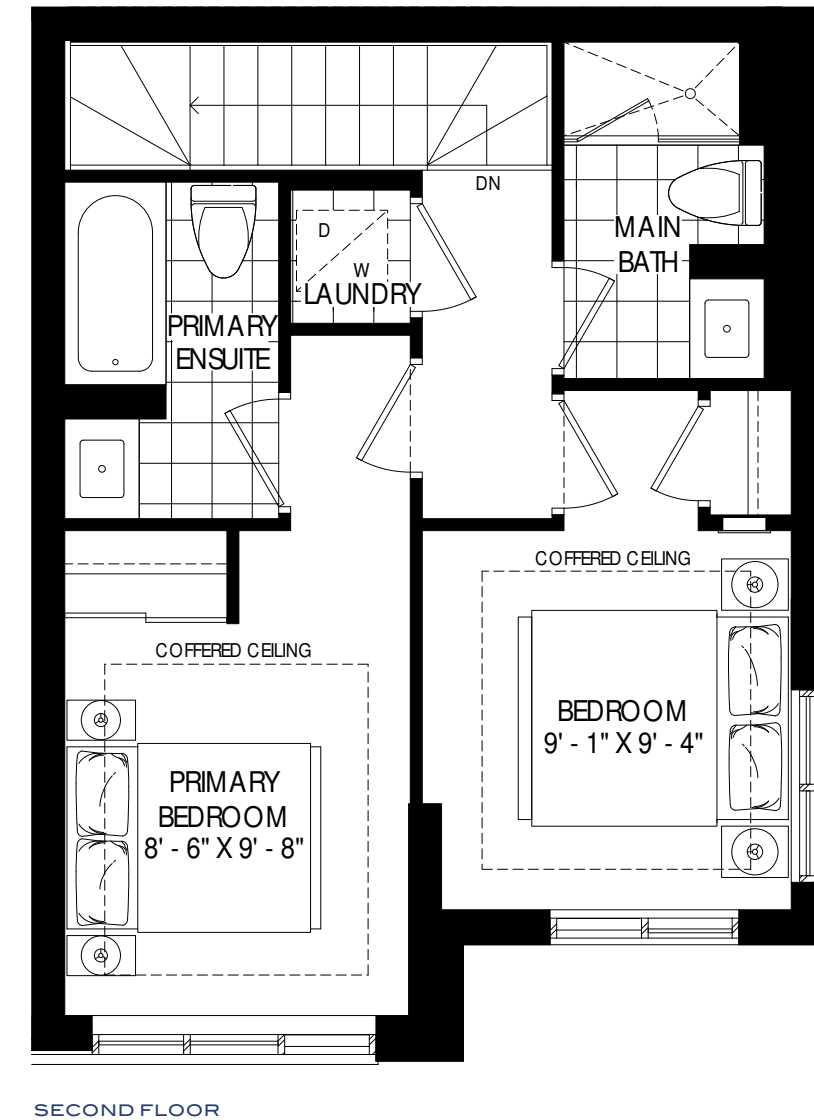 DN
MAIN
BATH
D
W
LAUNDRY
PRIMARY
ENSUITE
COFFERED CEILING
COFFERED CEILING
BEDROOM
9' - 1" X 9' - 4"
PRIMARY
BEDROOM
8' - 6" X 9' - 8"
SECOND FLOOR